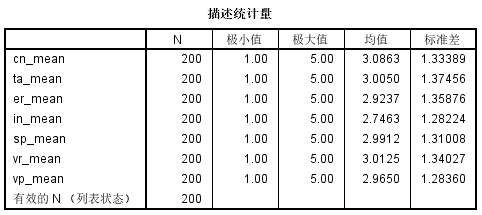 描述统计量
N 极小值 极大值 均值 标准差
cn_mean 200 1.00 5.00 3.0863 1.33389
ta_mean 200 1.00 5.00 3.0050 1.37456
er_mean 200 1.00 5.00 2.9237 1.35876
in_mean 200 1.00 5.00 2.7463 1.28224
sp_mean 200 1.00 5.00 2.9912 1.31008
vr_mean 200 1.00 5.00 3.0125 1.34027
vp_mean 200 1.00 5.00 2.9650 1.28360
有效的 N （列表状态） 200